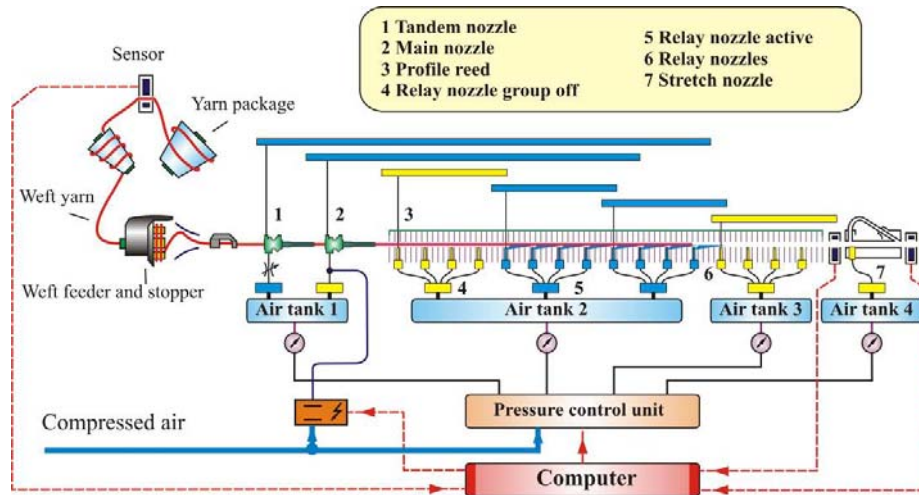 1 Tandem nozzle
2 Main nozzle
3 Profile reed
4 Relay nozzle group off
5 Relay nozzle active
6 Relay nozzles
7 Stretch nozzle
Sensor
Yarn package
Weft yarn
Weft feeder and stopper
1
2
3
4
5
6
7
Air tank 1
Air tank 2
Air tank 3
Air tank 4
Pressure control unit
Compressed air
Computer